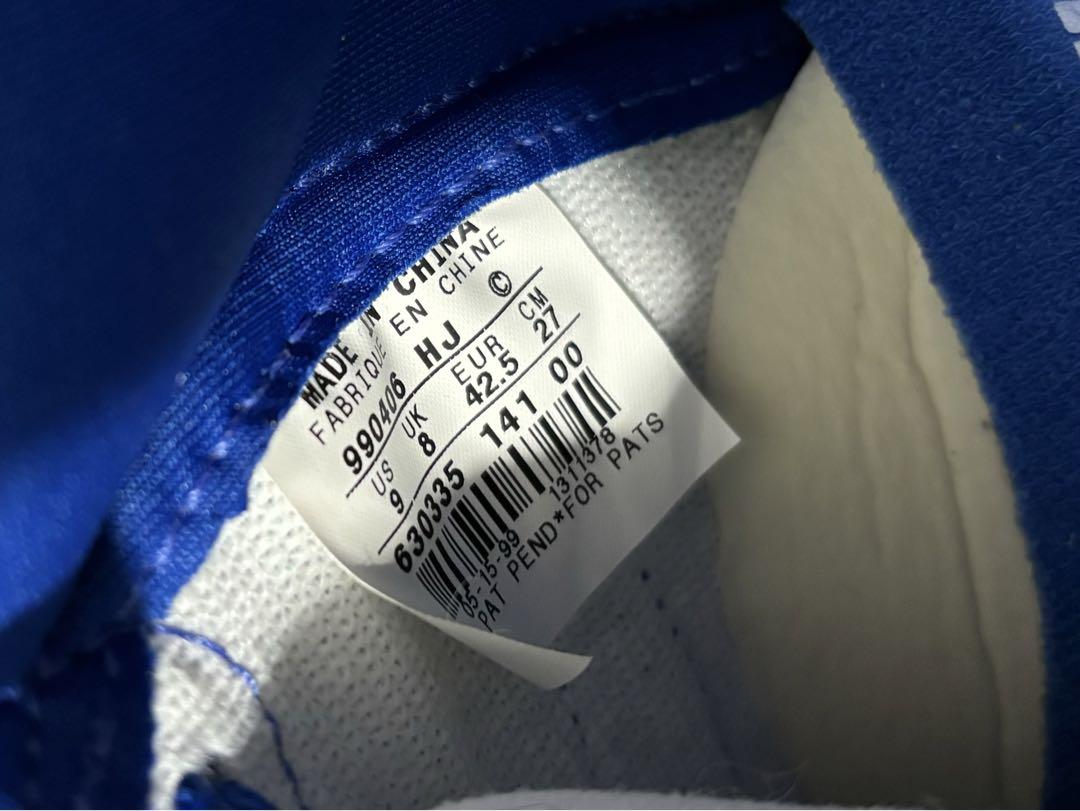 MADE IN CHINA
FABRIQUE EN CHINE
990406 HJ ©
US UK EUR CM
9 8 42.5 27
630335 141 00
05-15-99 1311378
PAT PEND*FOR PATS